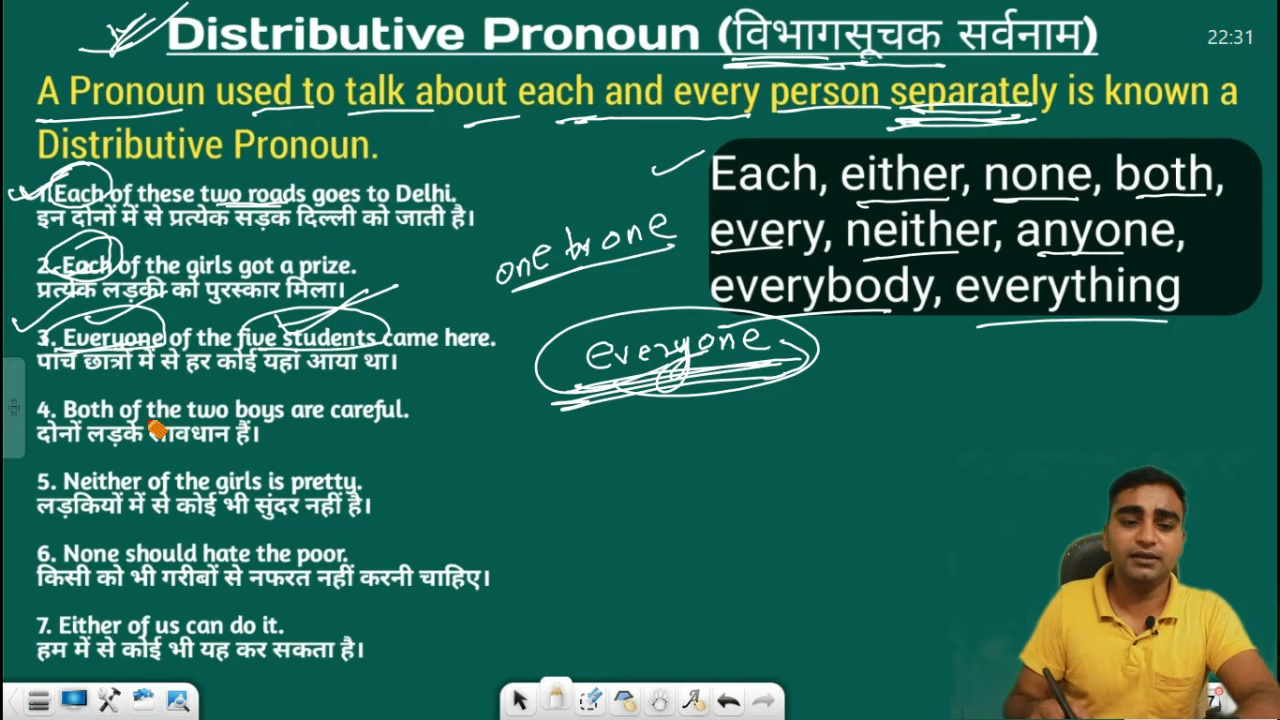 Distributive Pronoun (विभागसूचक सर्वनाम)
22:31
A Pronoun used to talk about each and every person separately is known a
Distributive Pronoun.
1. Each of these two roads goes to Delhi.
इन दोनों में से प्रत्येक सड़क दिल्ली को जाती है।
2. Each of the girls got a prize.
प्रत्येक लड़की को पुरस्कार मिला।
3. Everyone of the five students came here.
पांच छात्रों में से हर कोई यहां आया था।
4. Both of the two boys are careful.
दोनों लड़के सावधान हैं।
5. Neither of the girls is pretty.
लड़कियों में से कोई भी सुंदर नहीं है।
6. None should hate the poor.
किसी को भी गरीबों से नफरत नहीं करनी चाहिए।
7. Either of us can do it.
हम में से कोई भी यह कर सकता है।
Each, either, none, both,
every, neither, anyone,
everybody, everything
one by one
everyone